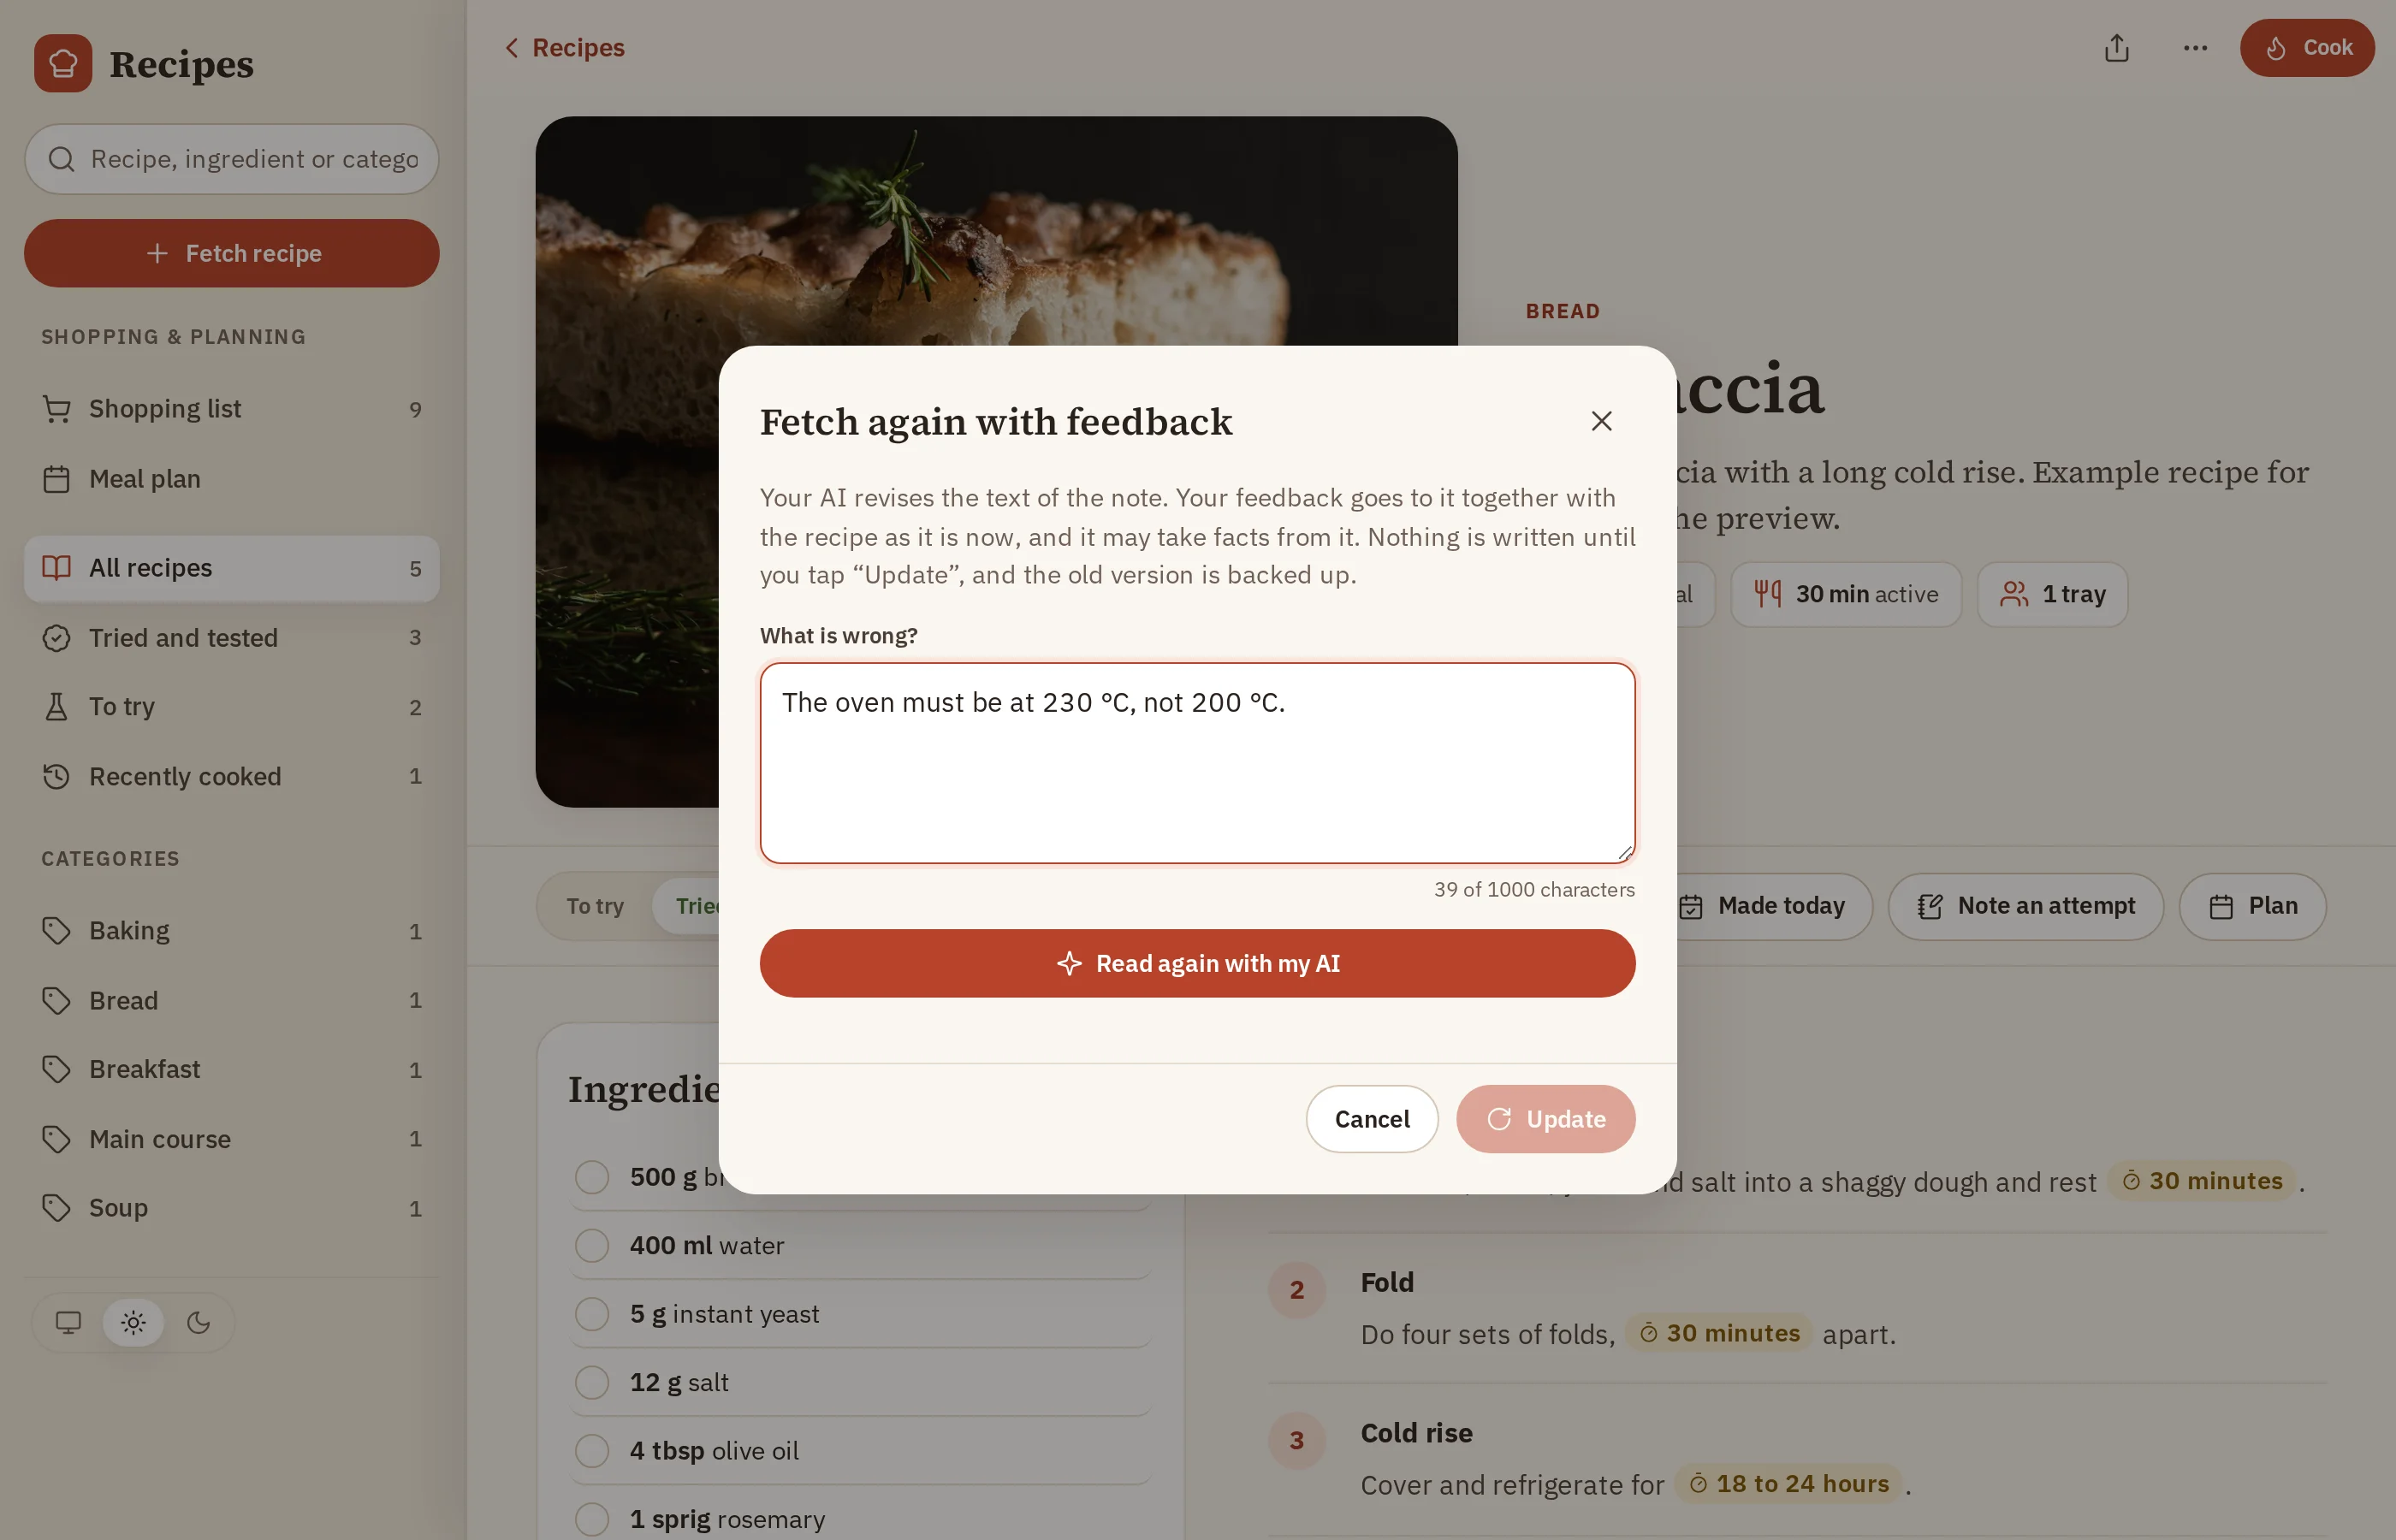 Recipes
Recipe, ingredient or catego
Fetch recipe
SHOPPING & PLANNING
Shopping list 9
Meal plan
All recipes 5
Tried and tested 3
To try 2
Recently cooked 1
CATEGORIES
Baking 1
Bread 1
Breakfast 1
Main course 1
Soup 1
Recipes
Cook
BREAD
ccia
cia with a long cold rise. Example recipe for
he preview.
al
30 min active
1 tray
To try
Made today
Note an attempt
Plan
Fetch again with feedback
Your AI revises the text of the note. Your feedback goes to it together with
the recipe as it is now, and it may take facts from it. Nothing is written until
you tap “Update”, and the old version is backed up.
What is wrong?
The oven must be at 230 °C, not 200 °C.
39 of 1000 characters
Read again with my AI
Cancel
Update
500 g
400 ml water
5 g instant yeast
12 g salt
4 tbsp olive oil
1 sprig rosemary
salt into a shaggy dough and rest 30 minutes.
2
Fold
Do four sets of folds, 30 minutes apart.
3
Cold rise
Cover and refrigerate for 18 to 24 hours.